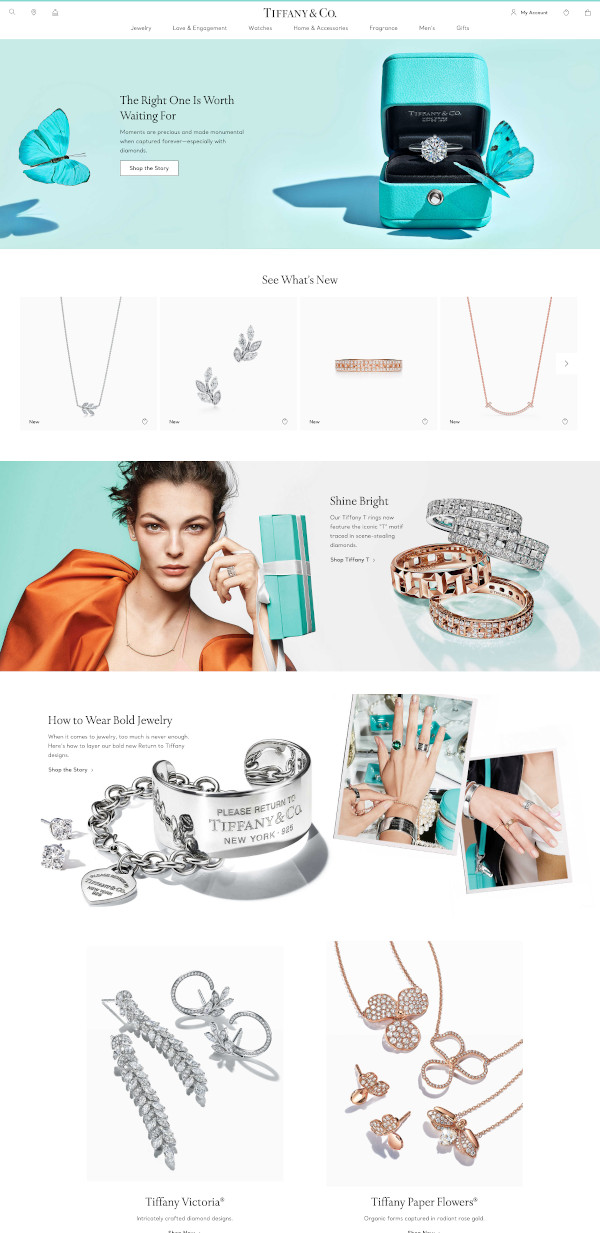 TIFFANY & CO.
My Account
Jewelry
Love & Engagement
Watches
Home & Accessories
Fragrance
Men's
Gifts
The Right One Is Worth
Waiting For
Moments are precious and made monumental
when captured forever—especially with
diamonds.
Shop the Story
TIFFANY & CO.
See What's New
New
New
New
New
Shine Bright
Our Tiffany T rings now
feature the iconic "T" motif
traced in scene-stealing
diamonds.
Shop Tiffany T
How to Wear Bold Jewelry
When it comes to jewelry, too much is never enough.
Here's how to layer our bold new Return to Tiffany
designs.
Shop the Story
PLEASE RETURN TO
TIFFANY & CO.
NEW YORK · 925
PLEASE RETURN TO
TIFFANY & CO.
NEW YORK
925
Tiffany Victoria®
Intricately crafted diamond designs.
Shop Now
Tiffany Paper Flowers®
Organic forms captured in radiant rose gold.
Shop Now